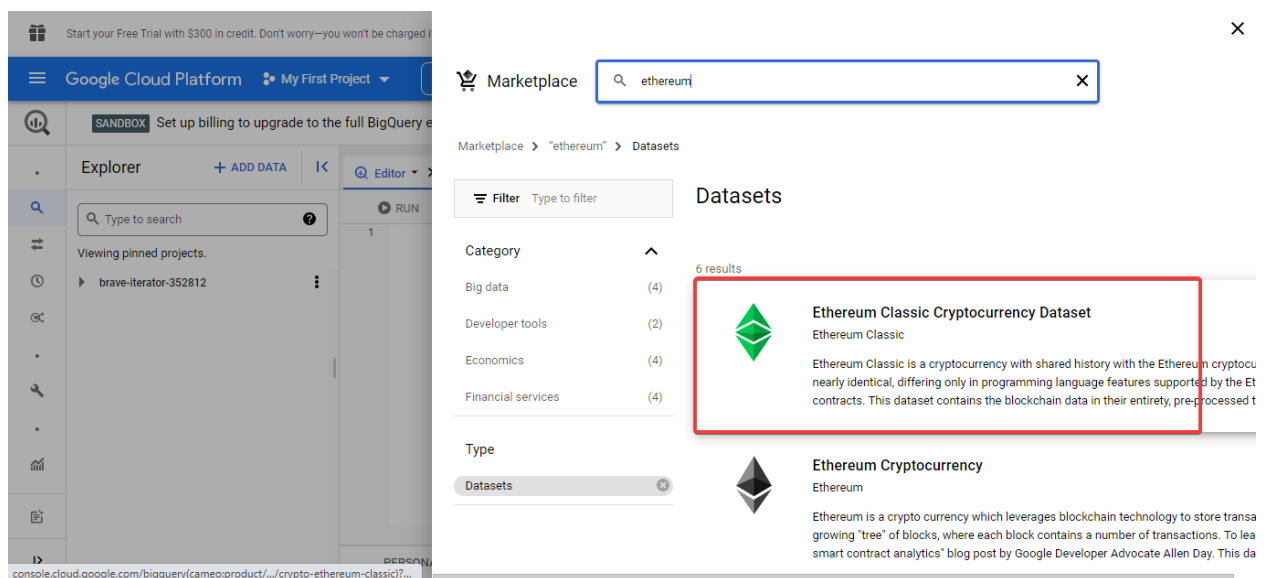 Start your Free Trial with $300 in credit. Don't worry—you won't be charged i
Google Cloud Platform My First Project
SANDBOX Set up billing to upgrade to the full BigQuery e
Explorer + ADD DATA
Editor
Type to search
RUN
1
Viewing pinned projects.
brave-iterator-352812
PERSONA
console.cloud.google.com/bigquery(cameo:product/.../crypto-ethereum-classic)?...
Marketplace ethereum
Marketplace > "ethereum" > Datasets
Filter Type to filter
Datasets
Category
6 results
Big data (4)
Developer tools (2)
Economics (4)
Financial services (4)
Type
Datasets
Ethereum Classic Cryptocurrency Dataset
Ethereum Classic
Ethereum Classic is a cryptocurrency with shared history with the Ethereum cryptocu
nearly identical, differing only in programming language features supported by the Et
contracts. This dataset contains the blockchain data in their entirety, pre-processed t
Ethereum Cryptocurrency
Ethereum
Ethereum is a crypto currency which leverages blockchain technology to store transa
growing "tree" of blocks, where each block contains a number of transactions. To lea
smart contract analytics" blog post by Google Developer Advocate Allen Day. This da